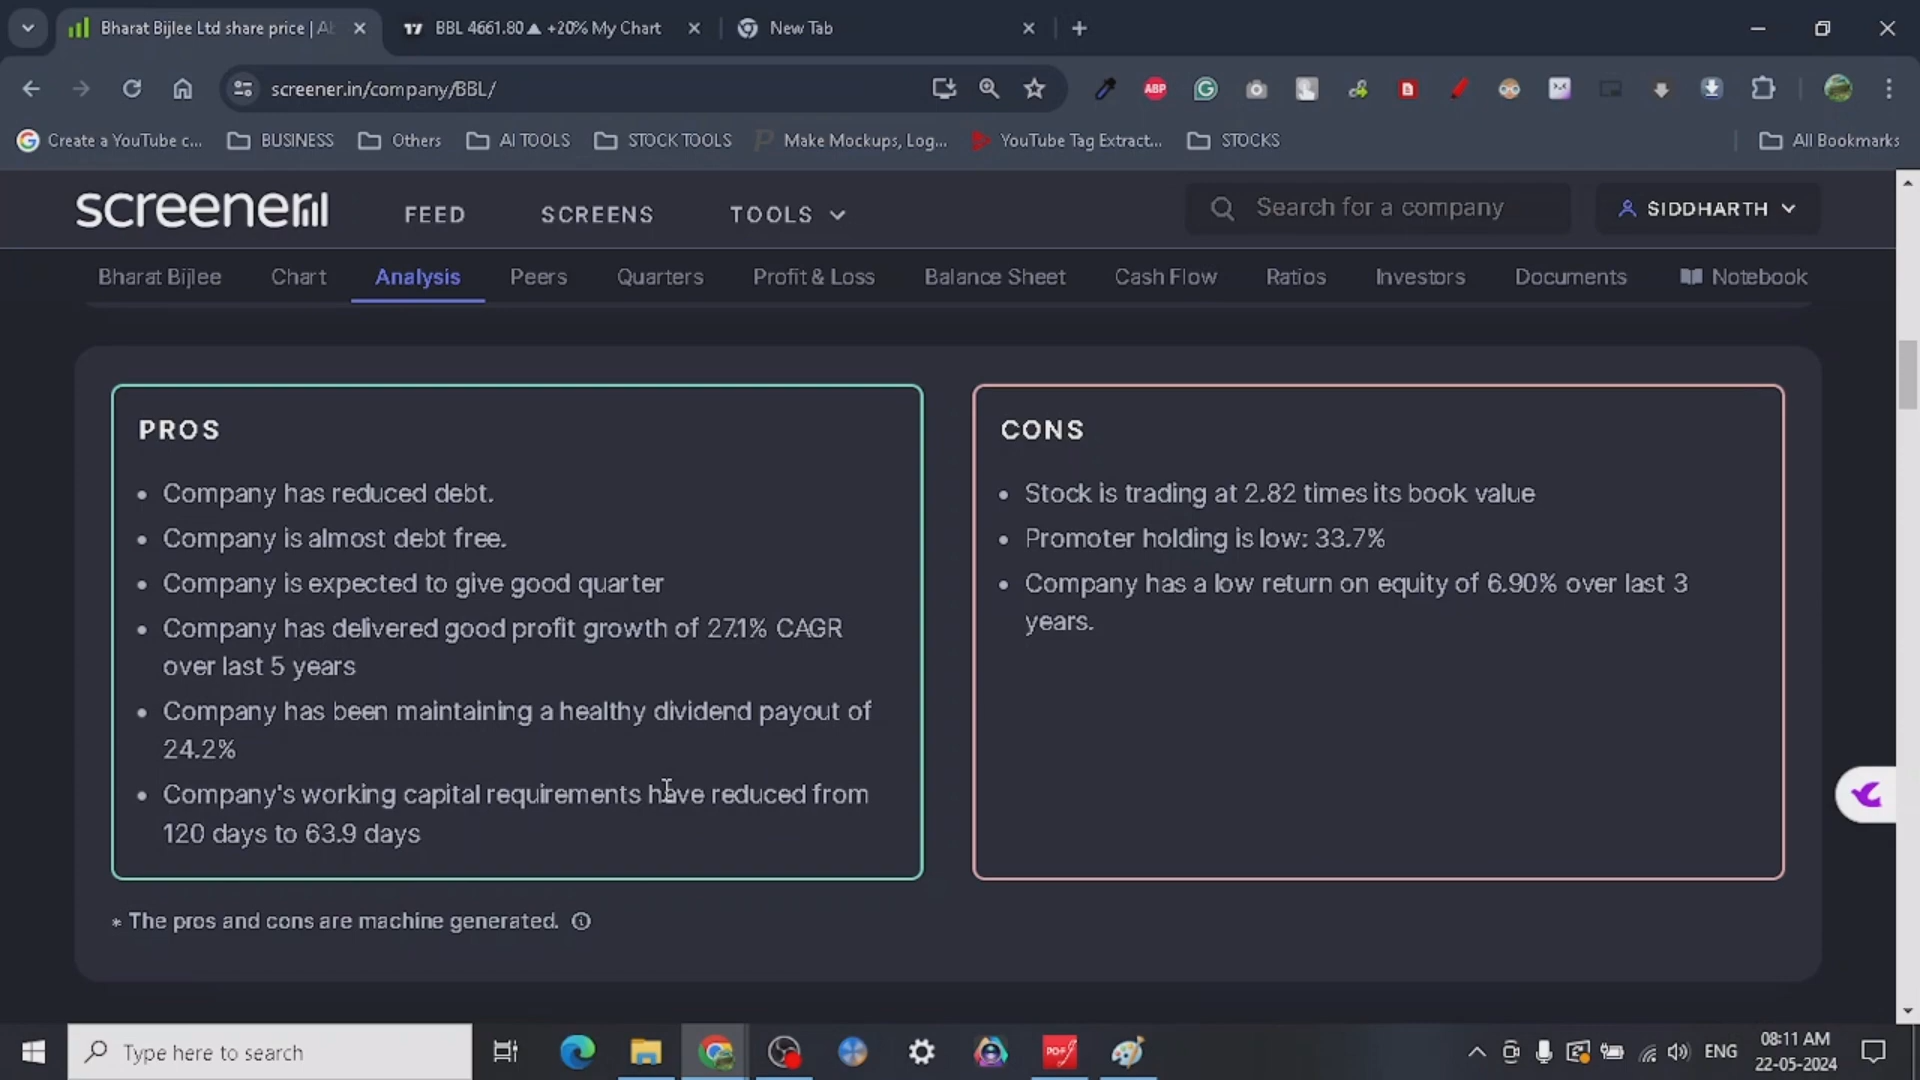 Bharat Bijlee Ltd share price | Al
BBL 4661.80 ▲ +20% My Chart
New Tab
screener.in/company/BBL/
ABP
Create a YouTube c...
BUSINESS
Others
AI TOOLS
STOCK TOOLS
Make Mockups, Log...
YouTube Tag Extract...
STOCKS
All Bookmarks
screener
FEED
SCREENS
TOOLS
Search for a company
SIDDHARTH
Bharat Bijlee
Chart
Analysis
Peers
Quarters
Profit & Loss
Balance Sheet
Cash Flow
Ratios
Investors
Documents
Notebook
PROS
• Company has reduced debt.
• Company is almost debt free.
• Company is expected to give good quarter
• Company has delivered good profit growth of 27.1% CAGR
over last 5 years
• Company has been maintaining a healthy dividend payout of
24.2%
• Company's working capital requirements have reduced from
120 days to 63.9 days
CONS
• Stock is trading at 2.82 times its book value
• Promoter holding is low: 33.7%
• Company has a low return on equity of 6.90% over last 3
years.
* The pros and cons are machine generated.
Type here to search
PDF
ENG
08:11 AM
22-05-2024